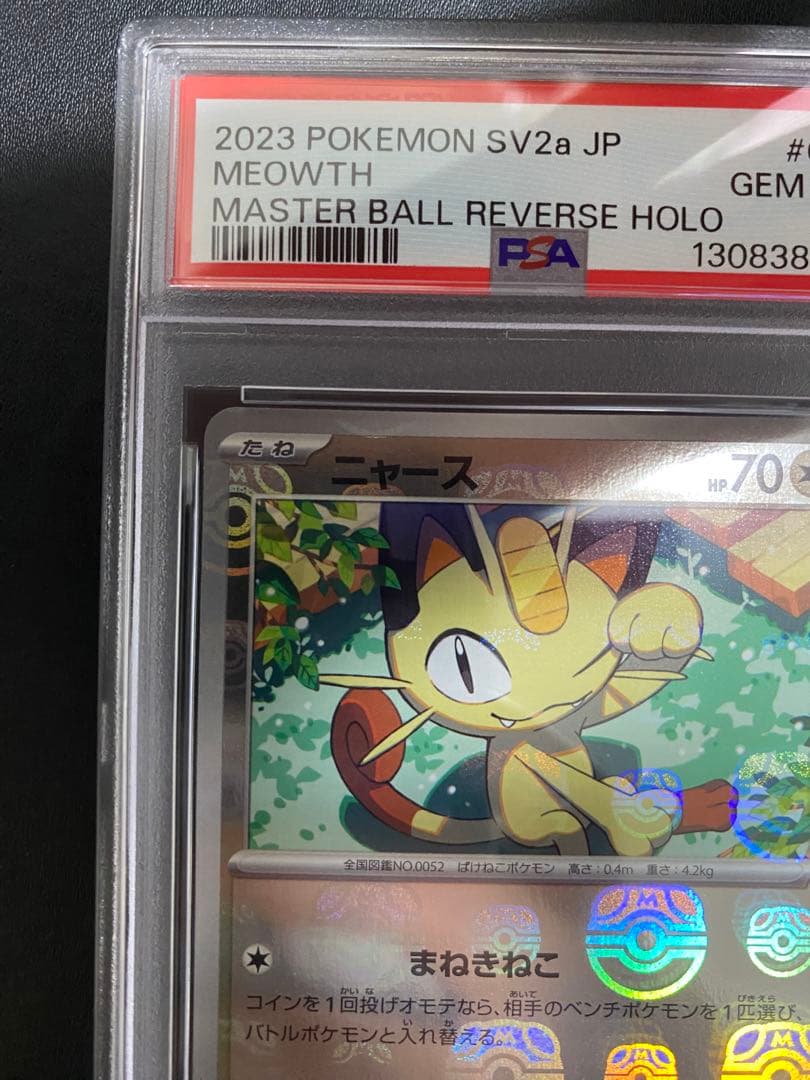 2023 POKEMON SV2a JP
MEOWTH
GEM
MASTER BALL REVERSE HOLO
PSA
130838
たね
ニャース
HP70
全国図鑑NO.0052 ばけねこポケモン 高さ:0.4m 重さ:4.2kg
まねきねこ
コインを1回投げオモテなら、相手のベンチポケモンを1匹選び、
バトルポケモンと入れ替える。